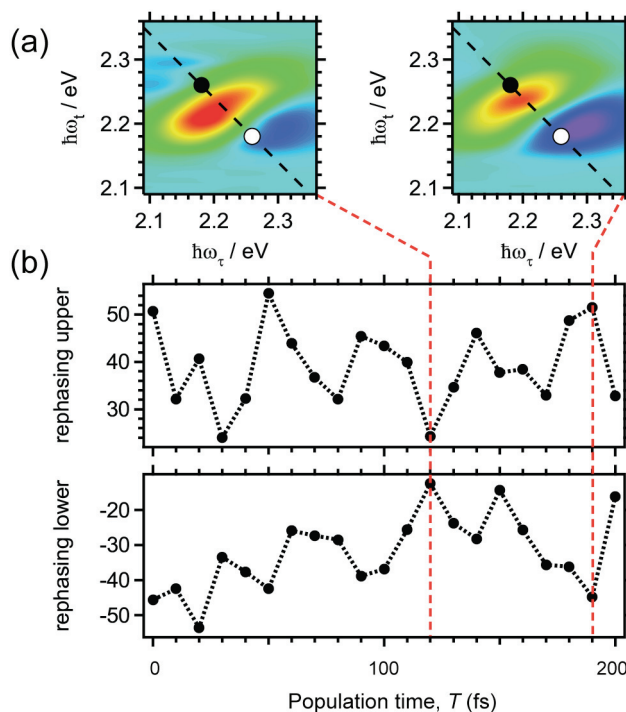 (a)
ħω_t / eV
2.3
2.2
2.1
2.1 2.2 2.3
ħω_τ / eV
2.3
2.2
2.1
2.1 2.2 2.3
ħω_τ / eV
ħω_t / eV
(b)
rephasing upper
50
40
30
rephasing lower
-20
-30
-40
-50
0 100 200
Population time, T (fs)